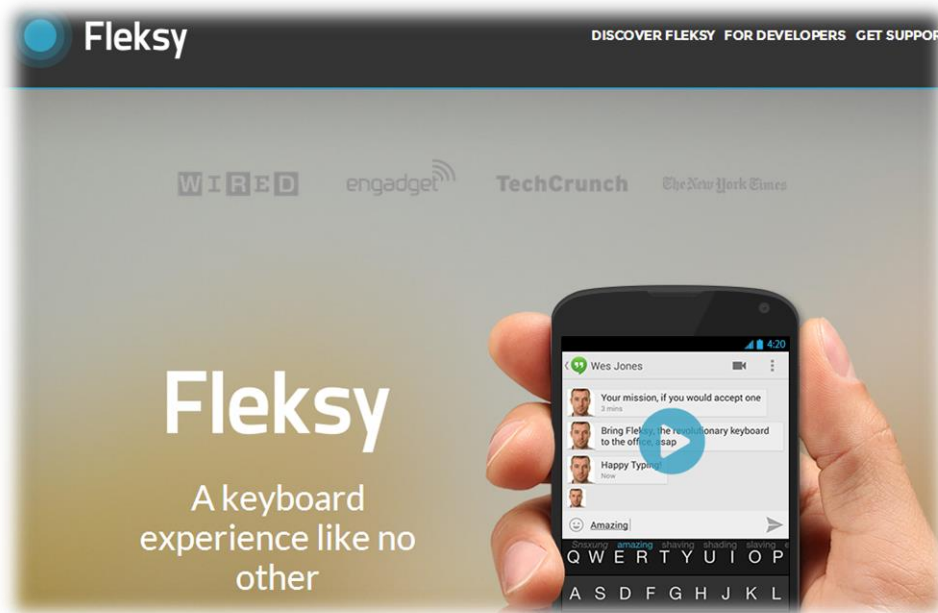 Fleksy
DISCOVER FLEKSY FOR DEVELOPERS GET SUPPOR
WIRED engadget TechCrunch The New York Times
4:20
Wes Jones
Your mission, if you would accept one
3 mins
Bring Fleksy, the revolutionary keyboard
to the office, asap
Happy Typing!
Now
Amazing
Snsxung amazing shaving shading slaving e
Q W E R T Y U I O P
A S D F G H J K L
Fleksy
A keyboard
experience like no
other